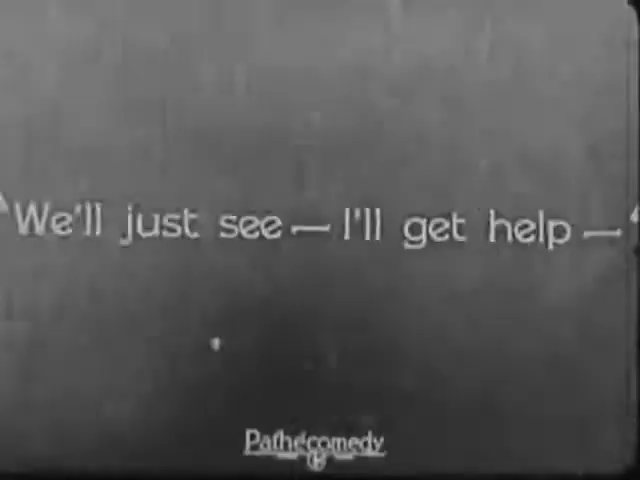 "We'll just see — I'll get help — "
Pathécomedy
P